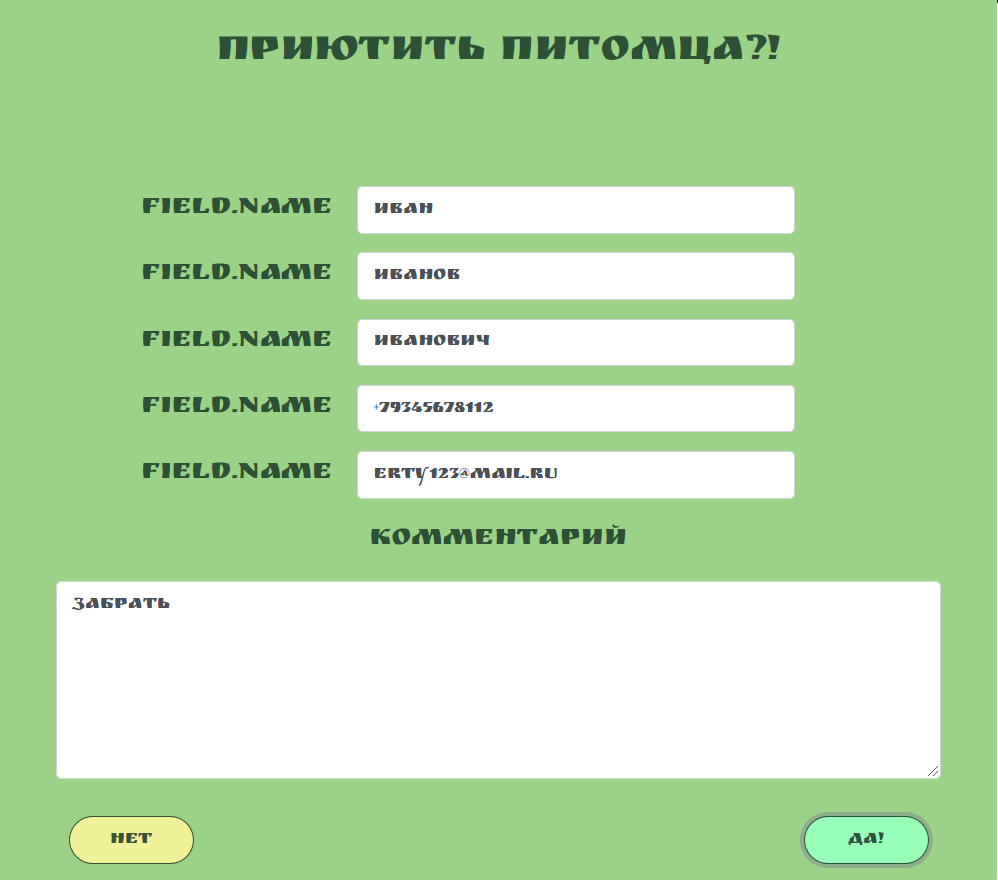 ПРИЮТИТЬ ПИТОМЦА?!
FIELD.NAME ИВАН
FIELD.NAME ИВАНОВ
FIELD.NAME ИВАНОВИЧ
FIELD.NAME +79345678112
FIELD.NAME ERTY123@MAIL.RU
КОММЕНТАРИЙ
ЗАБРАТЬ
НЕТ ДА!